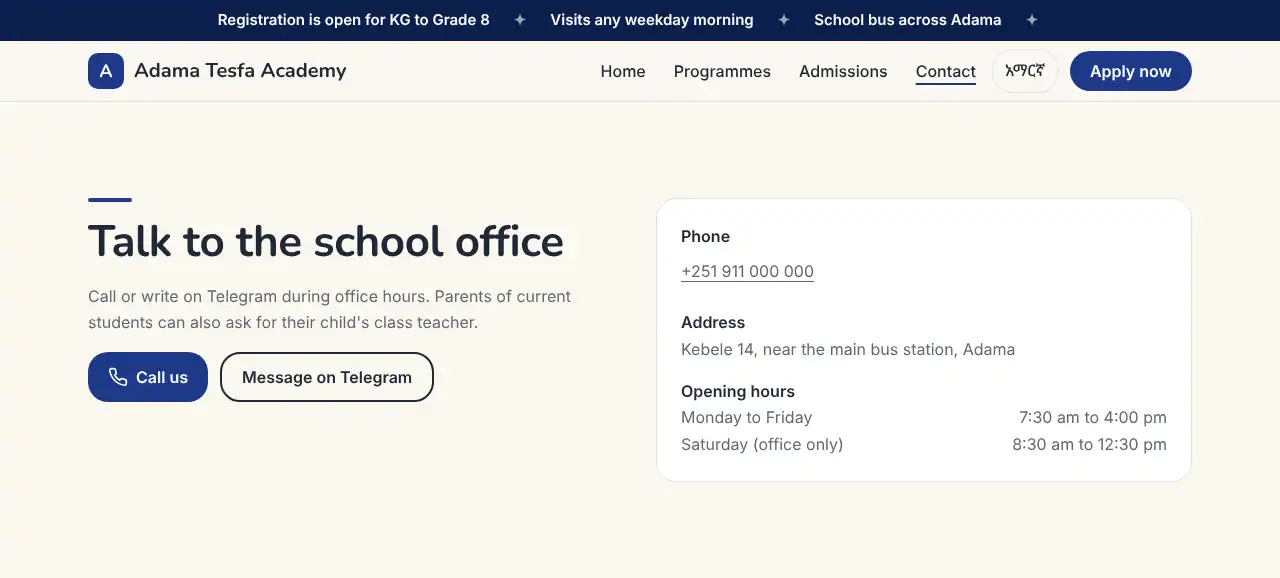 Registration is open for KG to Grade 8 ✦ Visits any weekday morning ✦ School bus across Adama ✦
A Adama Tesfa Academy
Home Programmes Admissions Contact አማርኛ Apply now
Talk to the school office
Call or write on Telegram during office hours. Parents of current
students can also ask for their child's class teacher.
Call us Message on Telegram
Phone
+251 911 000 000
Address
Kebele 14, near the main bus station, Adama
Opening hours
Monday to Friday 7:30 am to 4:00 pm
Saturday (office only) 8:30 am to 12:30 pm